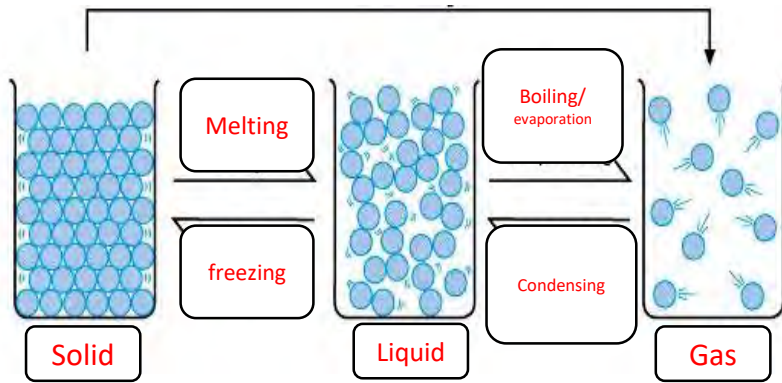 Melting
Boiling/
evaporation
freezing
Condensing
Solid
Liquid
Gas